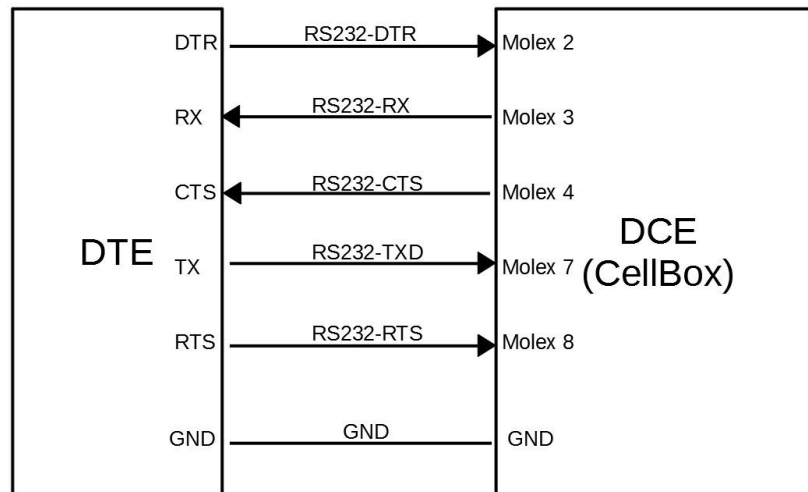 DTR RS232-DTR Molex 2
RX RS232-RX Molex 3
CTS RS232-CTS Molex 4
DTE
DCE
(CellBox)
TX RS232-TXD Molex 7
RTS RS232-RTS Molex 8
GND GND GND